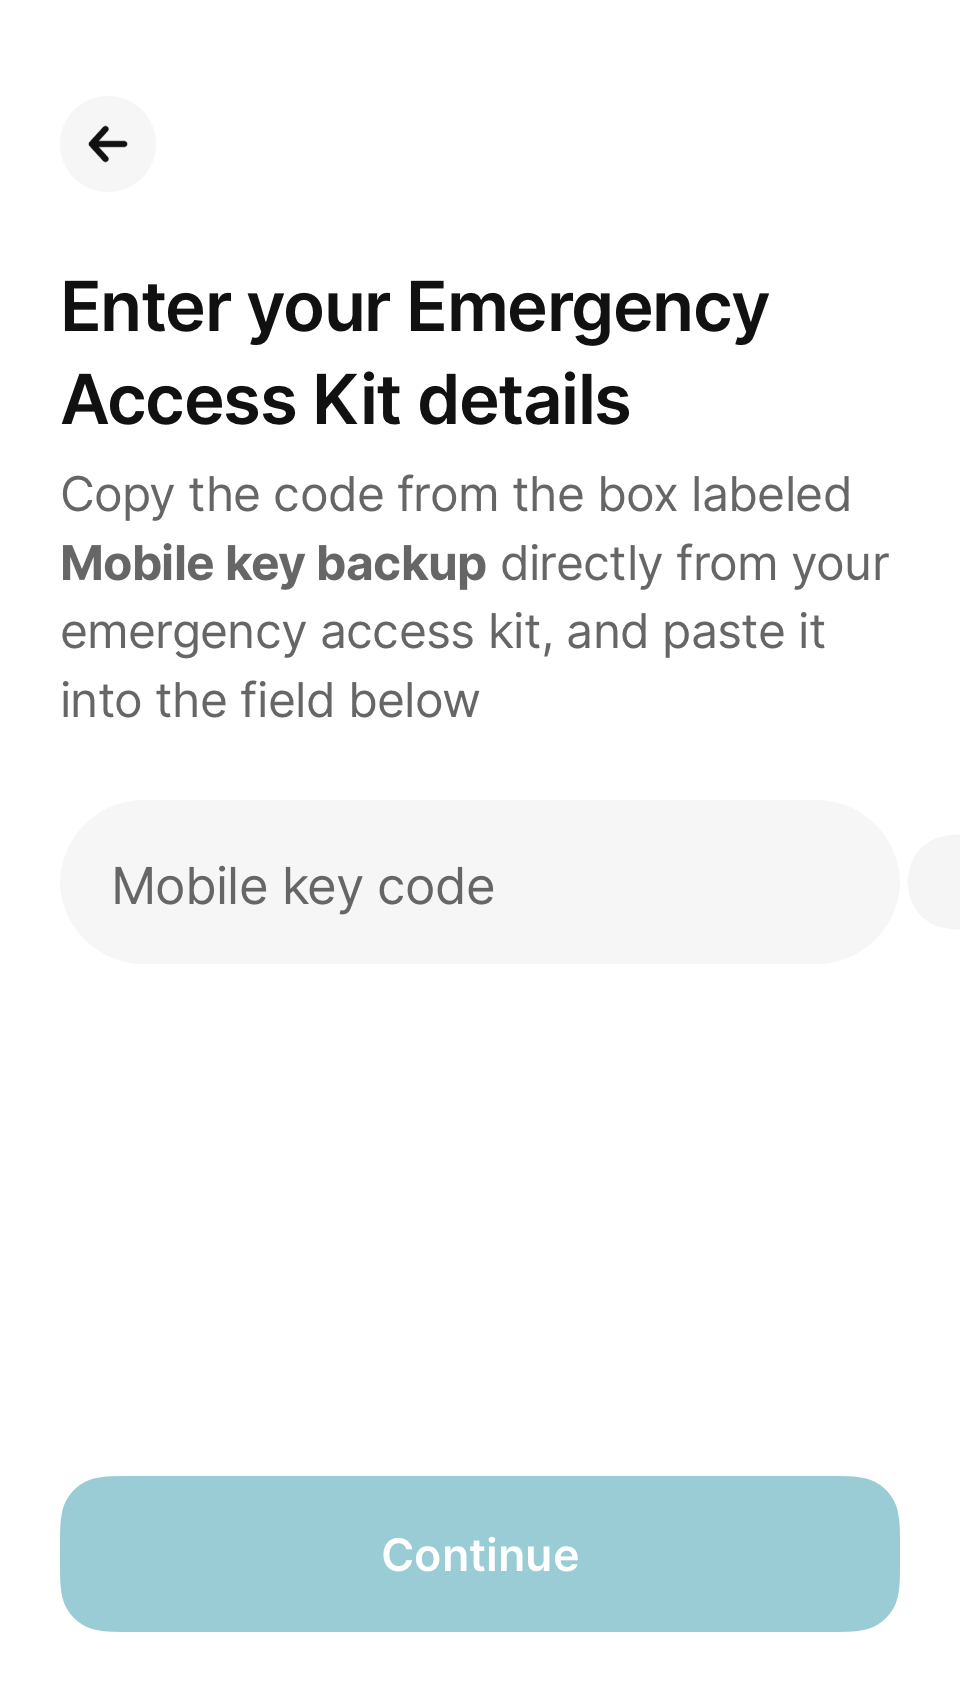 Enter your Emergency
Access Kit details
Copy the code from the box labeled
Mobile key backup directly from your
emergency access kit, and paste it
into the field below
Mobile key code
Continue